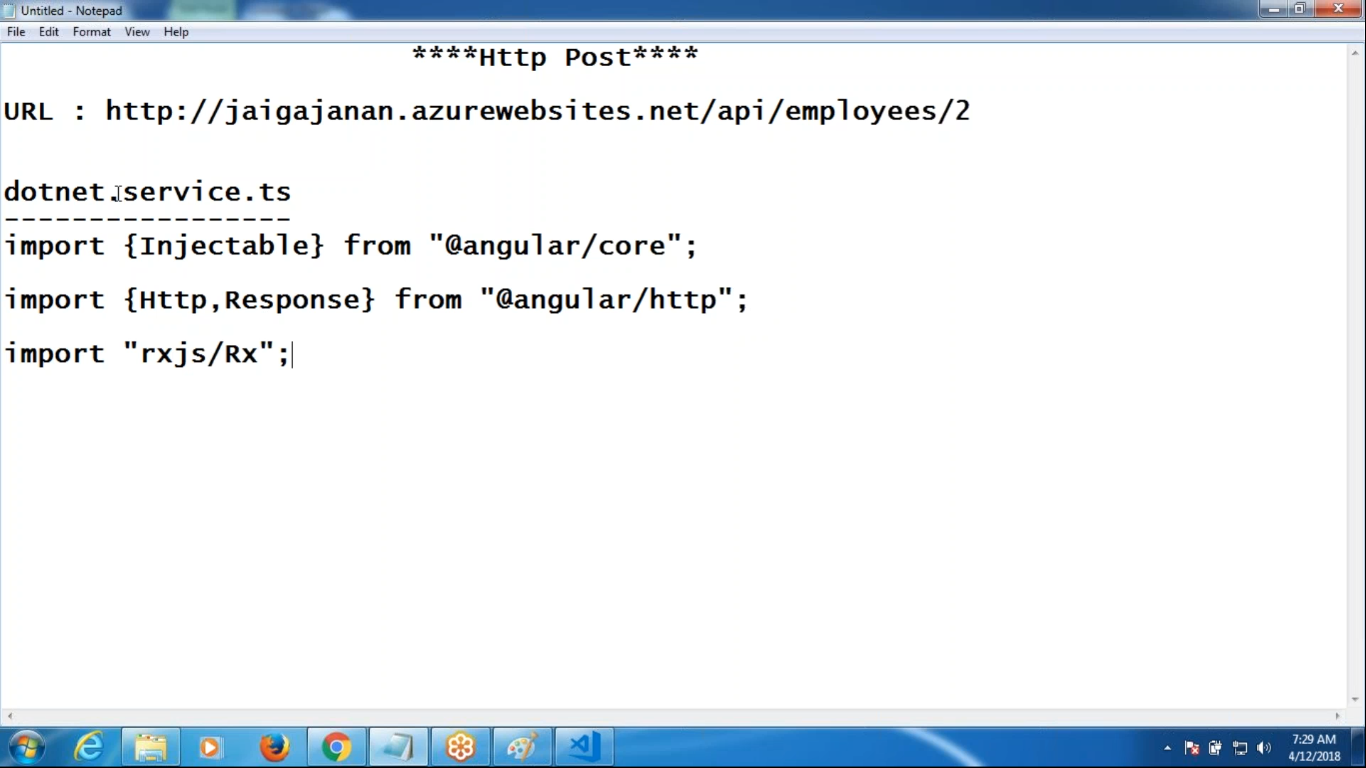 Untitled - Notepad
File Edit Format View Help
****Http Post****
URL : http://jaigajanan.azurewebsites.net/api/employees/2
dotnet.service.ts
-----------------
import {Injectable} from "@angular/core";
import {Http,Response} from "@angular/http";
import "rxjs/Rx";
7:29 AM
4/12/2018